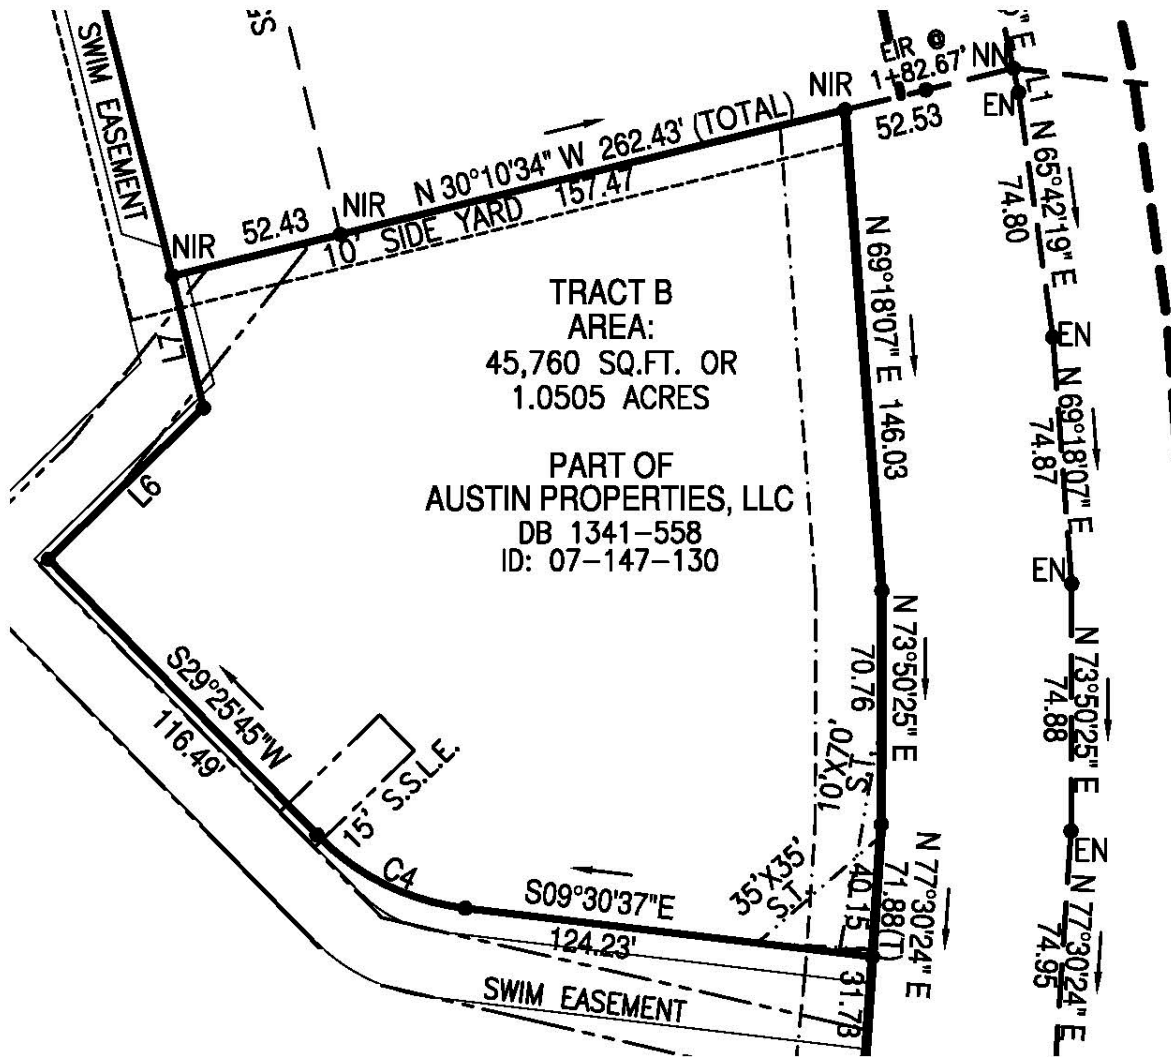 SWIM EASEMENT
EIR @
1+82.67'
NN
NIR
EN
L1
52.53
N 65°42'19" E
74.80
N 30°10'34" W 262.43' (TOTAL)
157.47
NIR
52.43
NIR
10' SIDE YARD
L7
TRACT B
AREA:
45,760 SQ.FT. OR
1.0505 ACRES
N 69°18'07" E 146.03
EN
N 69°18'07" E
74.87
PART OF
AUSTIN PROPERTIES, LLC
DB 1341-558
ID: 07-147-130
L6
EN
N 73°50'25" E
70.76
N 73°50'25" E
74.88
S29°25'45"W
116.49'
15' S.S.L.E.
10'X70'
S.T.
EN
C4
35'X35'
S.T.
N 77°30'24" E
71.88(T)
40.15
N 77°30'24" E
74.95
S09°30'37"E
124.23'
31.73
SWIM EASEMENT